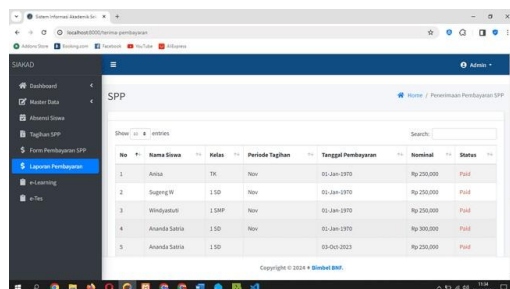 Sistem Informasi Akademik
localhost:8000/terima-pembayaran
Addons Store Booking.com Facebook YouTube AliExpress
SIAKAD
Admin
Dashboard
Master Data
Absensi Siswa
Tagihan SPP
Form Pembayaran SPP
Laporan Pembayaran
e-Learning
e-Tes
SPP
Home / Penerimaan Pembayaran SPP
Show 10 entries
Search:
No Nama Siswa Kelas Periode Tagihan Tanggal Pembayaran Nominal Status
1 Anisa TK Nov 01-Jan-1970 Rp 250,000 Paid
2 Sugeng W 1 SD Nov 01-Jan-1970 Rp 250,000 Paid
3 Windyastuti 1 SMP Nov 01-Jan-1970 Rp 250,000 Paid
4 Ananda Satria 1 SD Nov 01-Jan-1970 Rp 300,000 Paid
5 Ananda Satria 1 SD 03-Oct-2023 Rp 250,000 Paid
Copyright © 2024 • Simbel BRF.
11:34